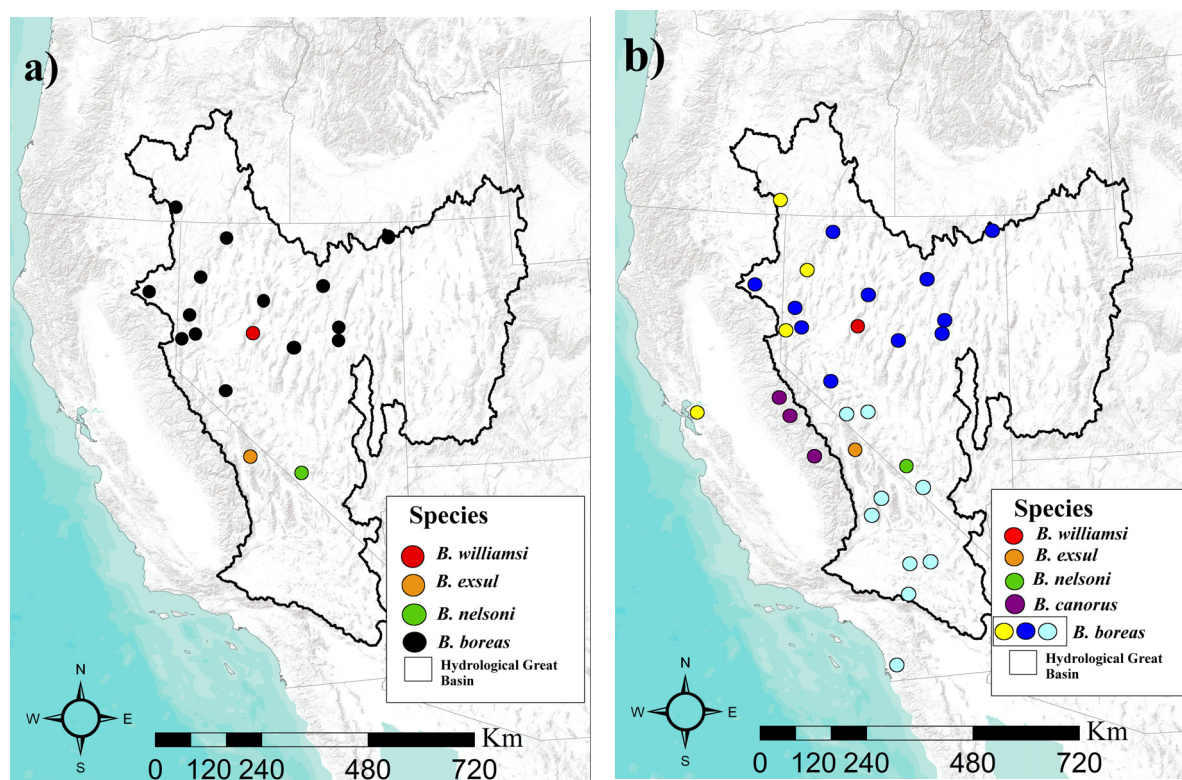 a)
Species
B. williamsi
B. exsul
B. nelsoni
B. boreas
Hydrological Great
Basin
N
W E
S
Km
0 120 240 480 720
b)
Species
B. williamsi
B. exsul
B. nelsoni
B. canorus
B. boreas
Hydrological Great
Basin
N
W E
S
Km
0 120 240 480 720